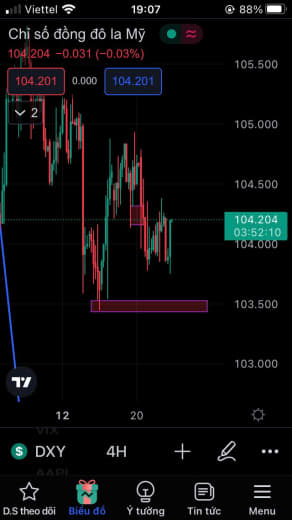 Viettel 19:07 88%
Chỉ số đồng đô la Mỹ
104.204 −0.031 (−0.03%)
104.201 0.000 104.201
2
105.500
105.000
104.500
104.204
03:52:10
104.000
103.500
103.000
12 20
VIX
$ DXY 4H
AAPL
D.S theo dõi Biểu đồ Ý tưởng Tin tức Menu